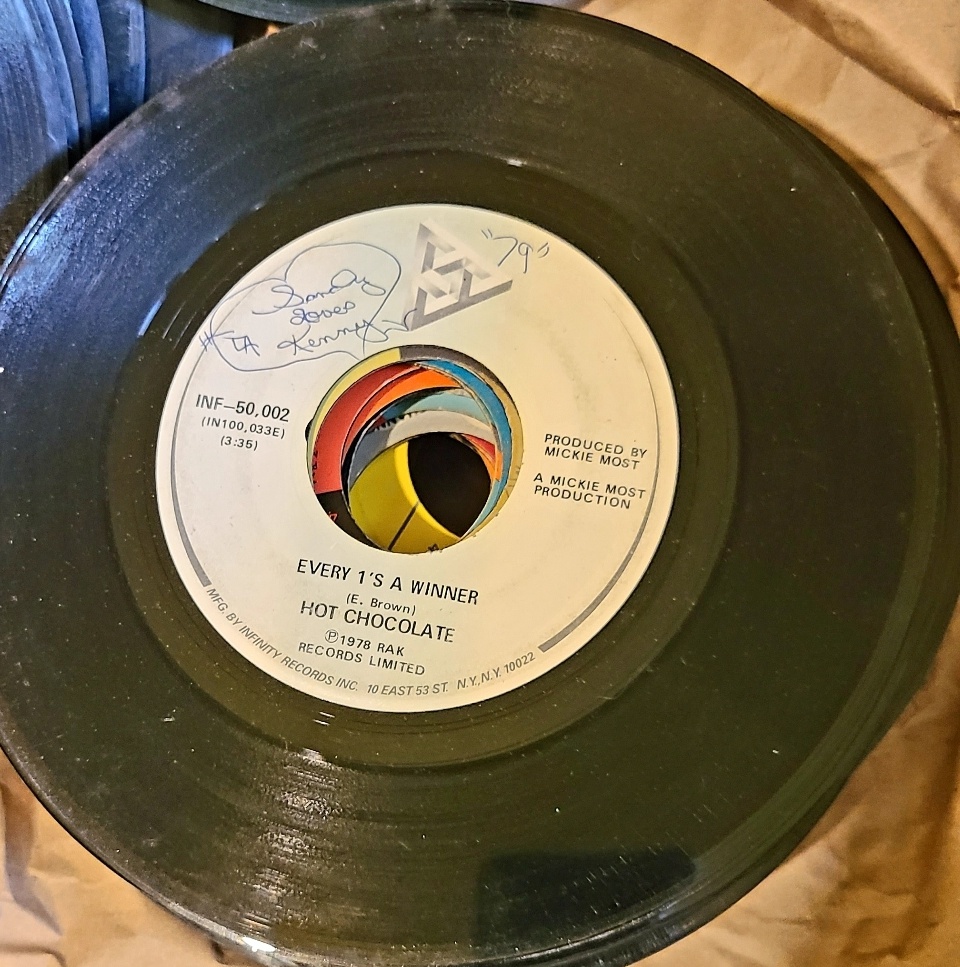 "79"
Sandy
Loves
Kenny
INF–50,002
(IN100,033E)
(3:35)
PRODUCED BY
MICKIE MOST
A MICKIE MOST
PRODUCTION
EVERY 1'S A WINNER
(E. Brown)
HOT CHOCOLATE
Ⓟ1978 RAK
RECORDS LIMITED
MFG. BY INFINITY RECORDS INC. 10 EAST 53 ST. N.Y., N.Y. 10022